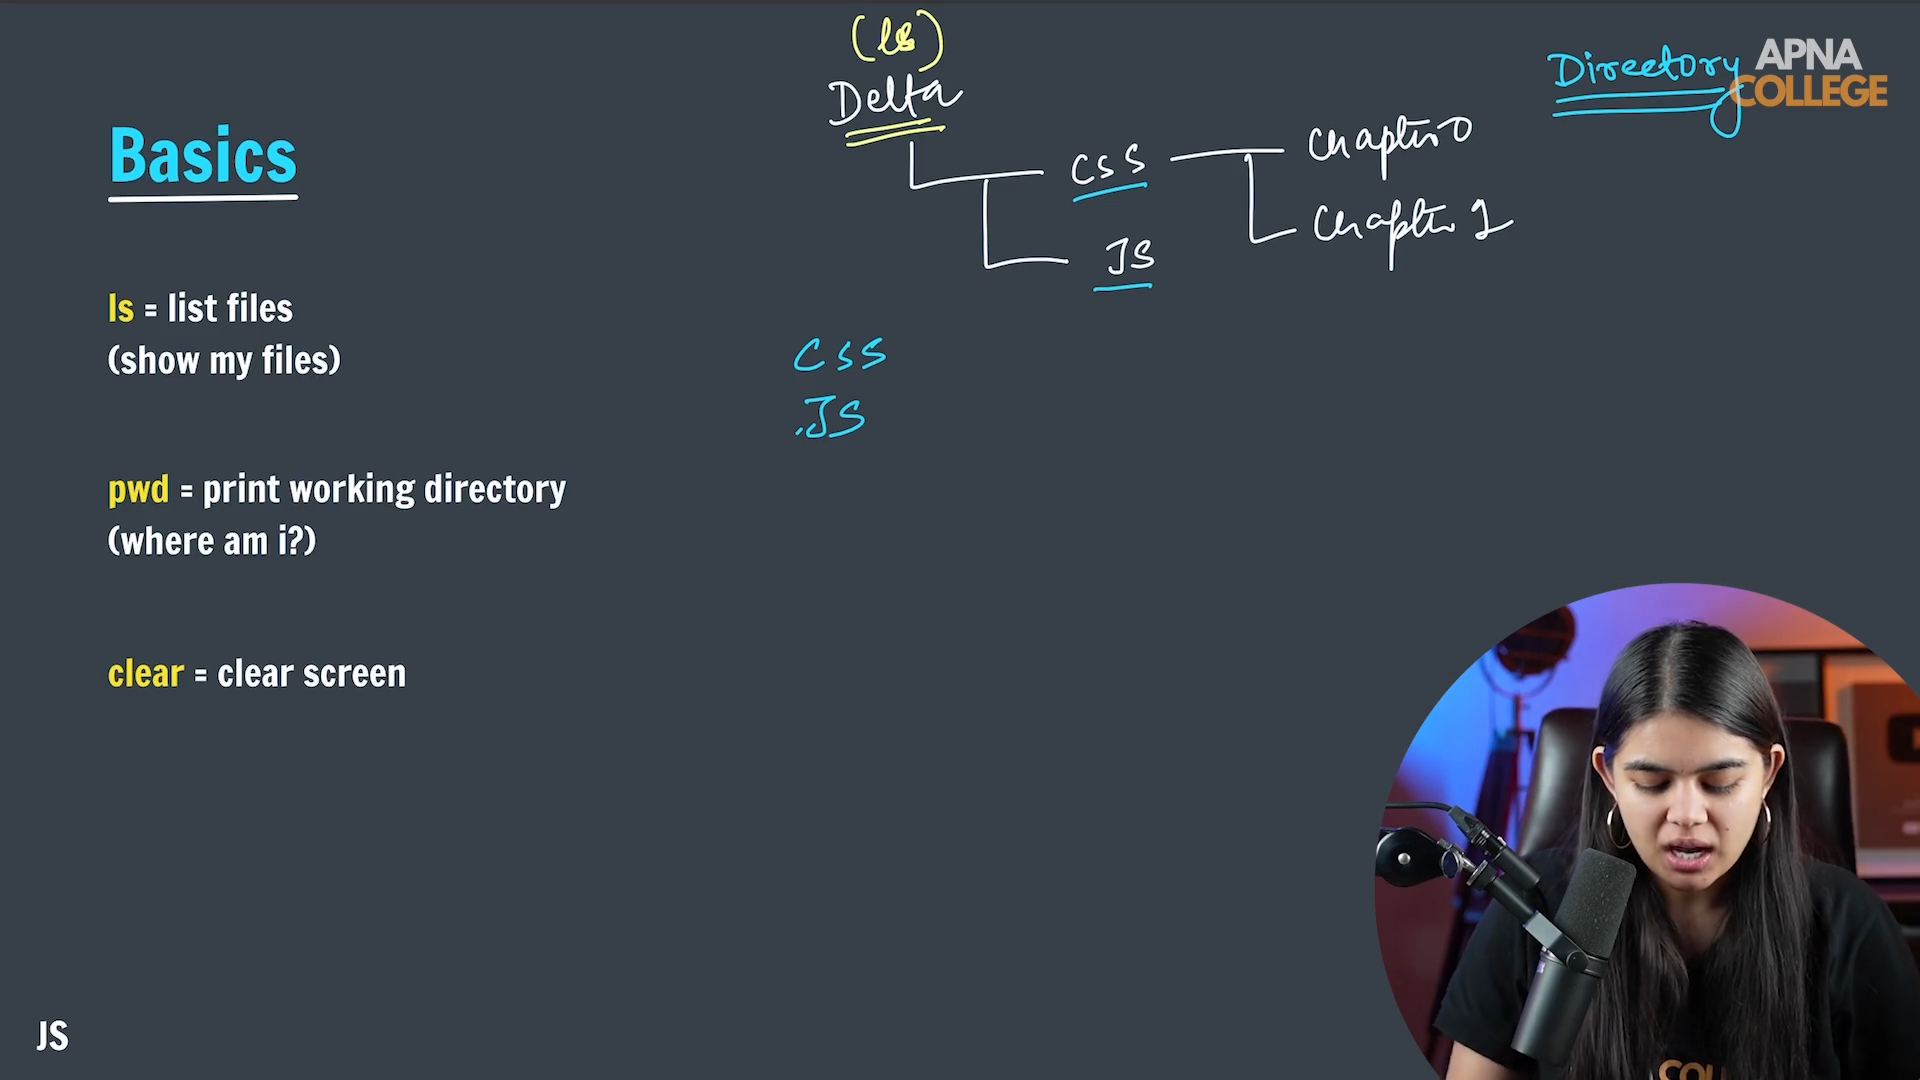 (ls)
Delta
Directory
APNA
COLLEGE
Basics
CSS
Chapter 0
Chapter 1
JS
ls = list files
(show my files)
CSS
JS
pwd = print working directory
(where am i?)
clear = clear screen
JS